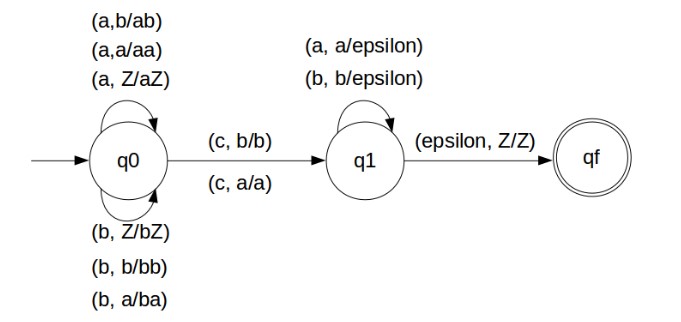 (a,b/ab)
(a,a/aa)
(a, Z/aZ)
(a, a/epsilon)
(b, b/epsilon)
q0
(c, b/b)
(c, a/a)
q1
(epsilon, Z/Z)
qf
(b, Z/bZ)
(b, b/bb)
(b, a/ba)